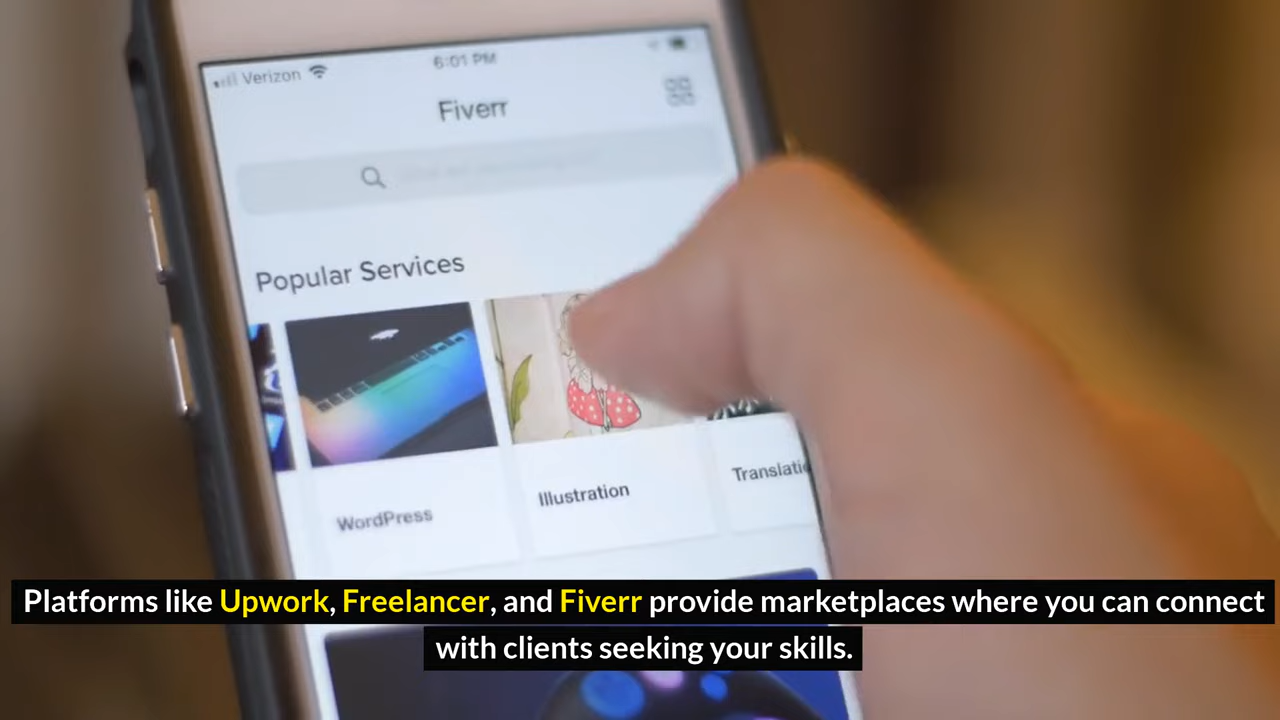 Verizon
6:01 PM
Fiverr
Popular Services
WordPress
Illustration
Platforms like Upwork, Freelancer, and Fiverr provide marketplaces where you can connect
with clients seeking your skills.